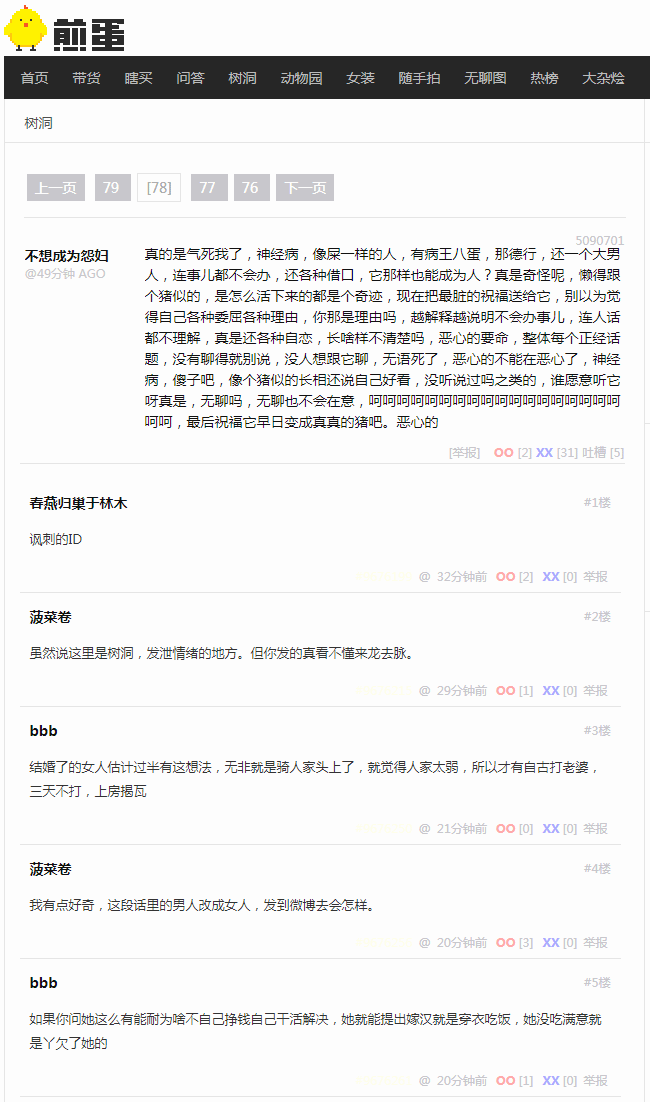 煎蛋
首页 带货 瞎买 问答 树洞 动物园 女装 随手拍 无聊图 热榜 大杂烩
树洞
上一页 79 [78] 77 76 下一页
5090701
不想成为怨妇
@49分钟 AGO
真的是气死我了，神经病，像屎一样的人，有病王八蛋，那德行，还一个大男
人，连事儿都不会办，还各种借口，它那样也能成为人？真是奇怪呢，懒得跟
个猪似的，是怎么活下来的都是个奇迹，现在把最脏的祝福送给它，别以为觉
得自己各种委屈各种理由，你那是理由吗，越解释越说明不会办事儿，连人话
都不理解，真是还各种自恋，长啥样不清楚吗，恶心的要命，整体每个正经话
题，没有聊得就别说，没人想跟它聊，无语死了，恶心的不能在恶心了，神经
病，傻子吧，像个猪似的长相还说自己好看，没听说过吗之类的，谁愿意听它
呀真是，无聊吗，无聊也不会在意，呵呵呵呵呵呵呵呵呵呵呵呵呵呵呵呵呵呵
呵呵，最后祝福它早日变成真真的猪吧。恶心的
[举报] OO [2] XX [31] 吐槽 [5]
春燕归巢于林木 #1楼
讽刺的ID
@ 32分钟前 OO [2] XX [0] 举报
菠菜卷 #2楼
虽然说这里是树洞，发泄情绪的地方。但你发的真看不懂来龙去脉。
@ 29分钟前 OO [1] XX [0] 举报
bbb #3楼
结婚了的女人估计过半有这想法，无非就是骑人家头上了，就觉得人家太弱，所以才有自古打老婆，
三天不打，上房揭瓦
@ 21分钟前 OO [0] XX [0] 举报
菠菜卷 #4楼
我有点好奇，这段话里的男人改成女人，发到微博去会怎样。
@ 20分钟前 OO [3] XX [0] 举报
bbb #5楼
如果你问她这么有能耐为啥不自己挣钱自己干活解决，她就能提出嫁汉就是穿衣吃饭，她没吃满意就
是丫欠了她的
@ 20分钟前 OO [1] XX [0] 举报